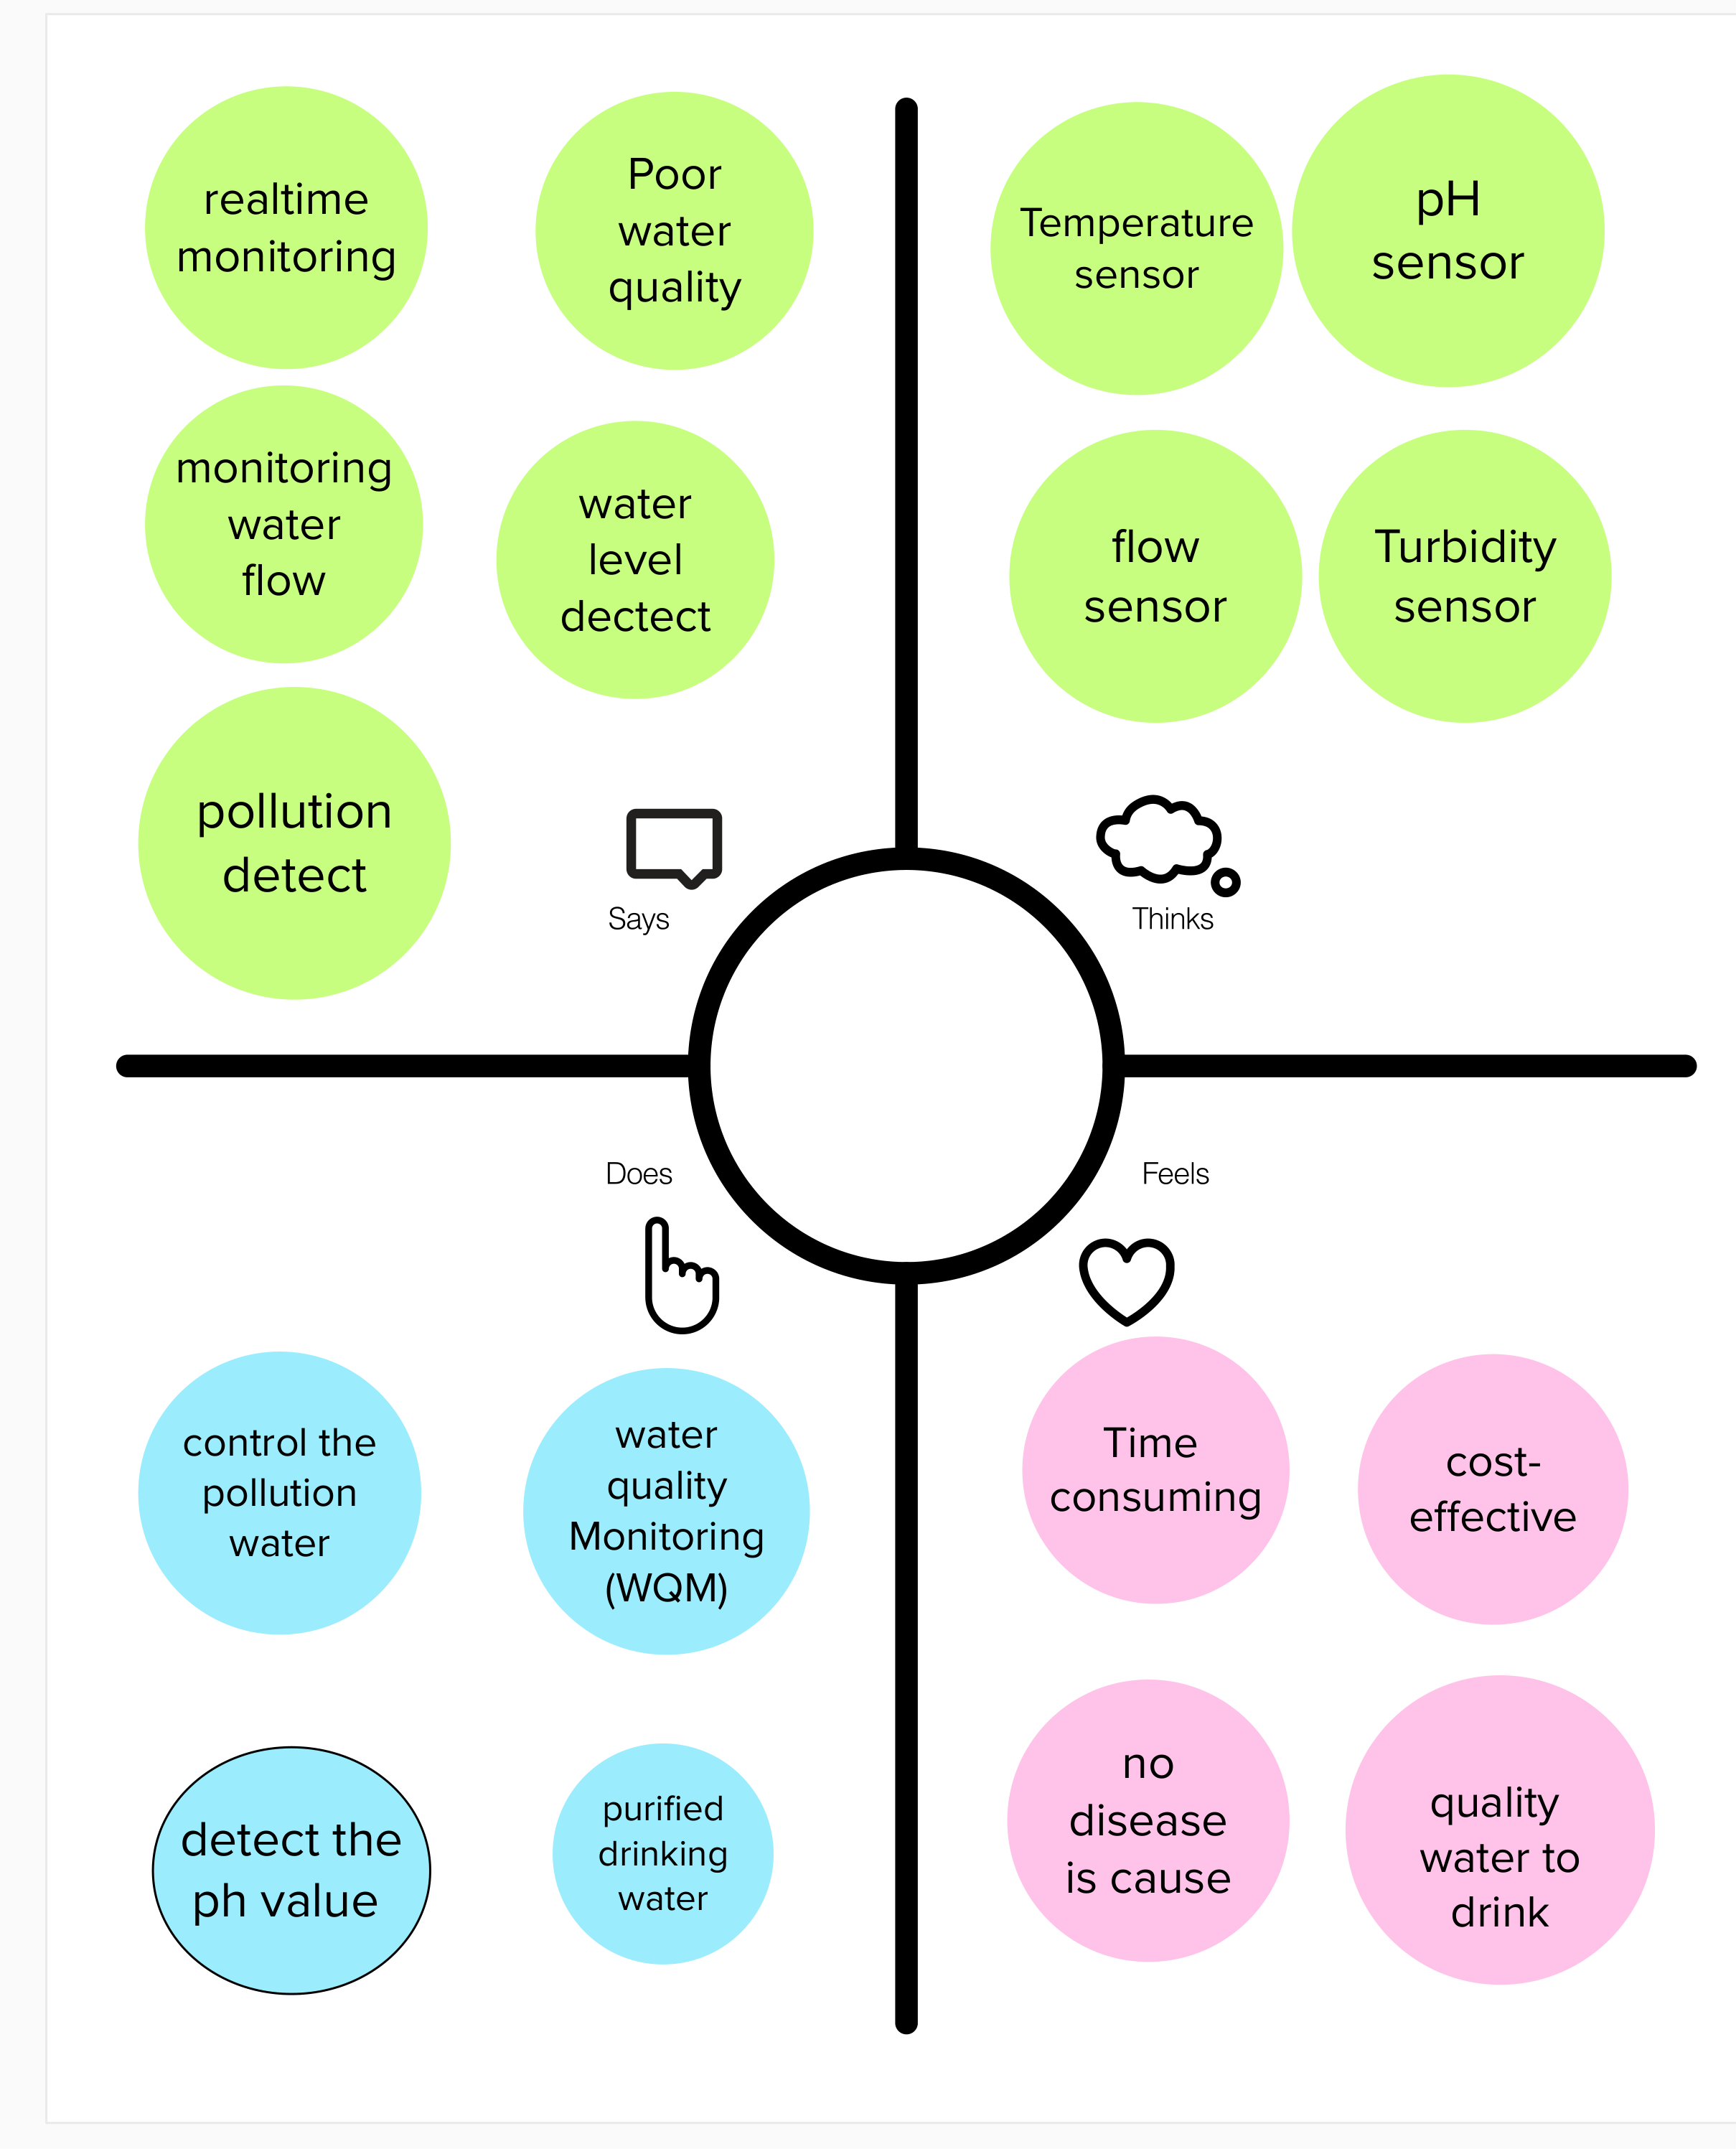 realtime
monitoring
Poor
water
quality
monitoring
water
flow
water
level
dectect
pollution
detect
Says
Temperature
sensor
pH
sensor
flow
sensor
Turbidity
sensor
Thinks
Does
control the
pollution
water
water
quality
Monitoring
(WQM)
detect the
ph value
purified
drinking
water
Feels
Time
consuming
cost-
effective
no
disease
is cause
quality
water to
drink